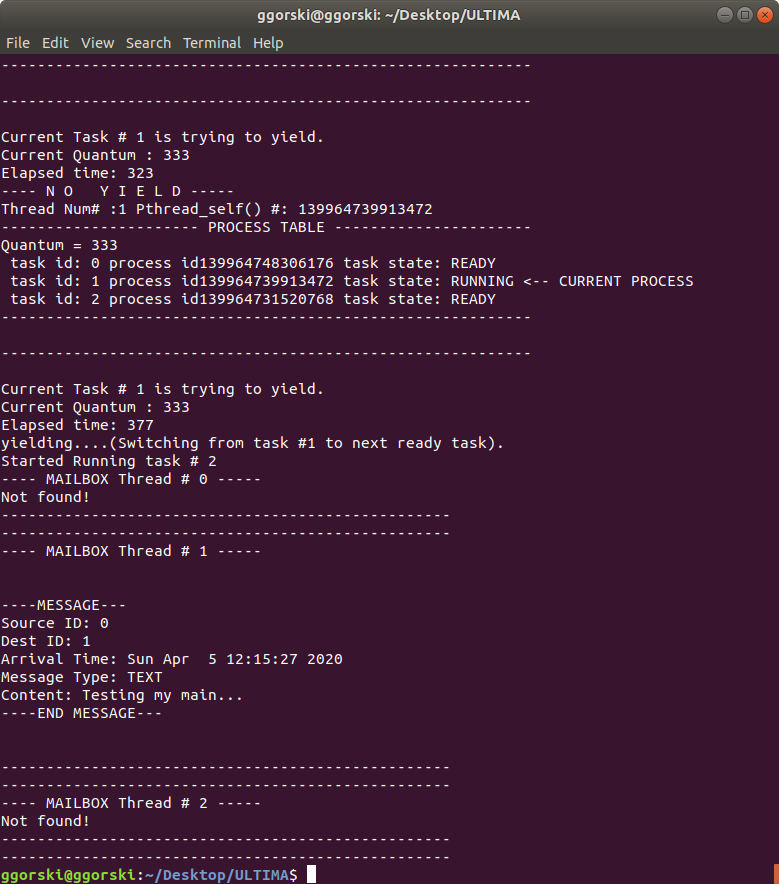 ggorski@ggorski: ~/Desktop/ULTIMA
File Edit View Search Terminal Help
-----------------------------------------------------------
-----------------------------------------------------------
Current Task # 1 is trying to yield.
Current Quantum : 333
Elapsed time: 323
---- N O   Y I E L D -----
Thread Num# :1 Pthread_self() #: 139964739913472
---------------------- PROCESS TABLE ----------------------
Quantum = 333
 task id: 0 process id139964748306176 task state: READY
 task id: 1 process id139964739913472 task state: RUNNING <-- CURRENT PROCESS
 task id: 2 process id139964731520768 task state: READY
-----------------------------------------------------------
-----------------------------------------------------------
Current Task # 1 is trying to yield.
Current Quantum : 333
Elapsed time: 377
yielding....(Switching from task #1 to next ready task).
Started Running task # 2
---- MAILBOX Thread # 0 -----
Not found!
--------------------------------------------------
--------------------------------------------------
---- MAILBOX Thread # 1 -----
----MESSAGE---
Source ID: 0
Dest ID: 1
Arrival Time: Sun Apr  5 12:15:27 2020
Message Type: TEXT
Content: Testing my main...
----END MESSAGE---
--------------------------------------------------
--------------------------------------------------
---- MAILBOX Thread # 2 -----
Not found!
--------------------------------------------------
--------------------------------------------------
ggorski@ggorski:~/Desktop/ULTIMA$